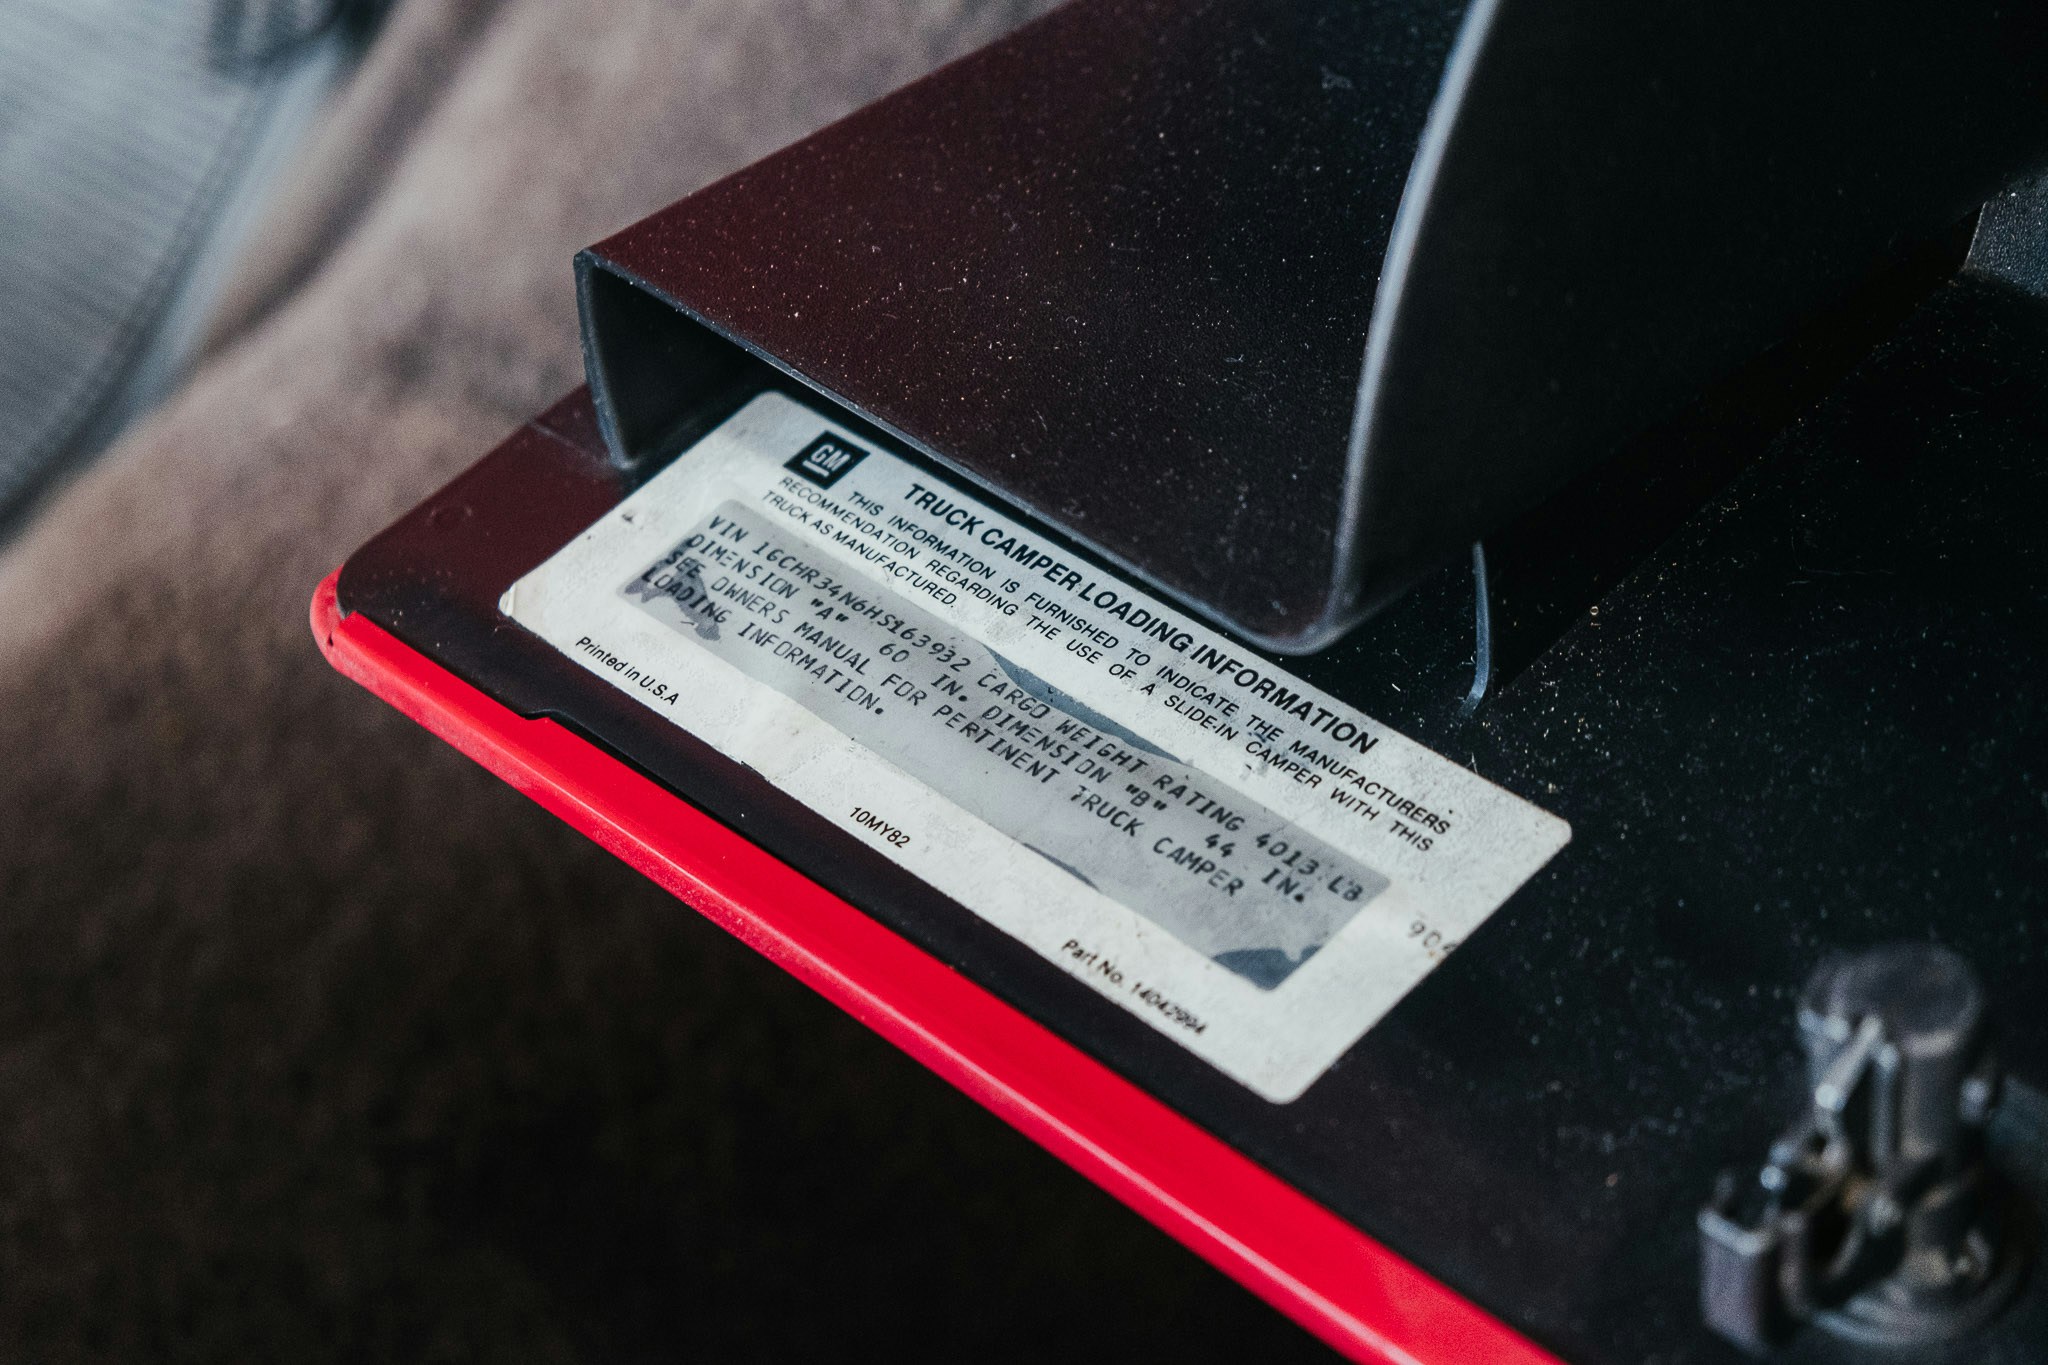 GM
TRUCK CAMPER LOADING INFORMATION
THIS INFORMATION IS FURNISHED TO INDICATE THE MANUFACTURERS
RECOMMENDATION REGARDING THE USE OF A SLIDE-IN CAMPER WITH THIS
TRUCK AS MANUFACTURED.
VIN 1GCHR34N6HS163932 CARGO WEIGHT RATING 4013 LB
DIMENSION "A" 60 IN. DIMENSION "B" 44 IN.
SEE OWNERS MANUAL FOR PERTINENT TRUCK CAMPER
LOADING INFORMATION.
Printed in U.S.A
10MY82
Part No. 14042994